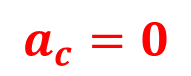 a_c = 0